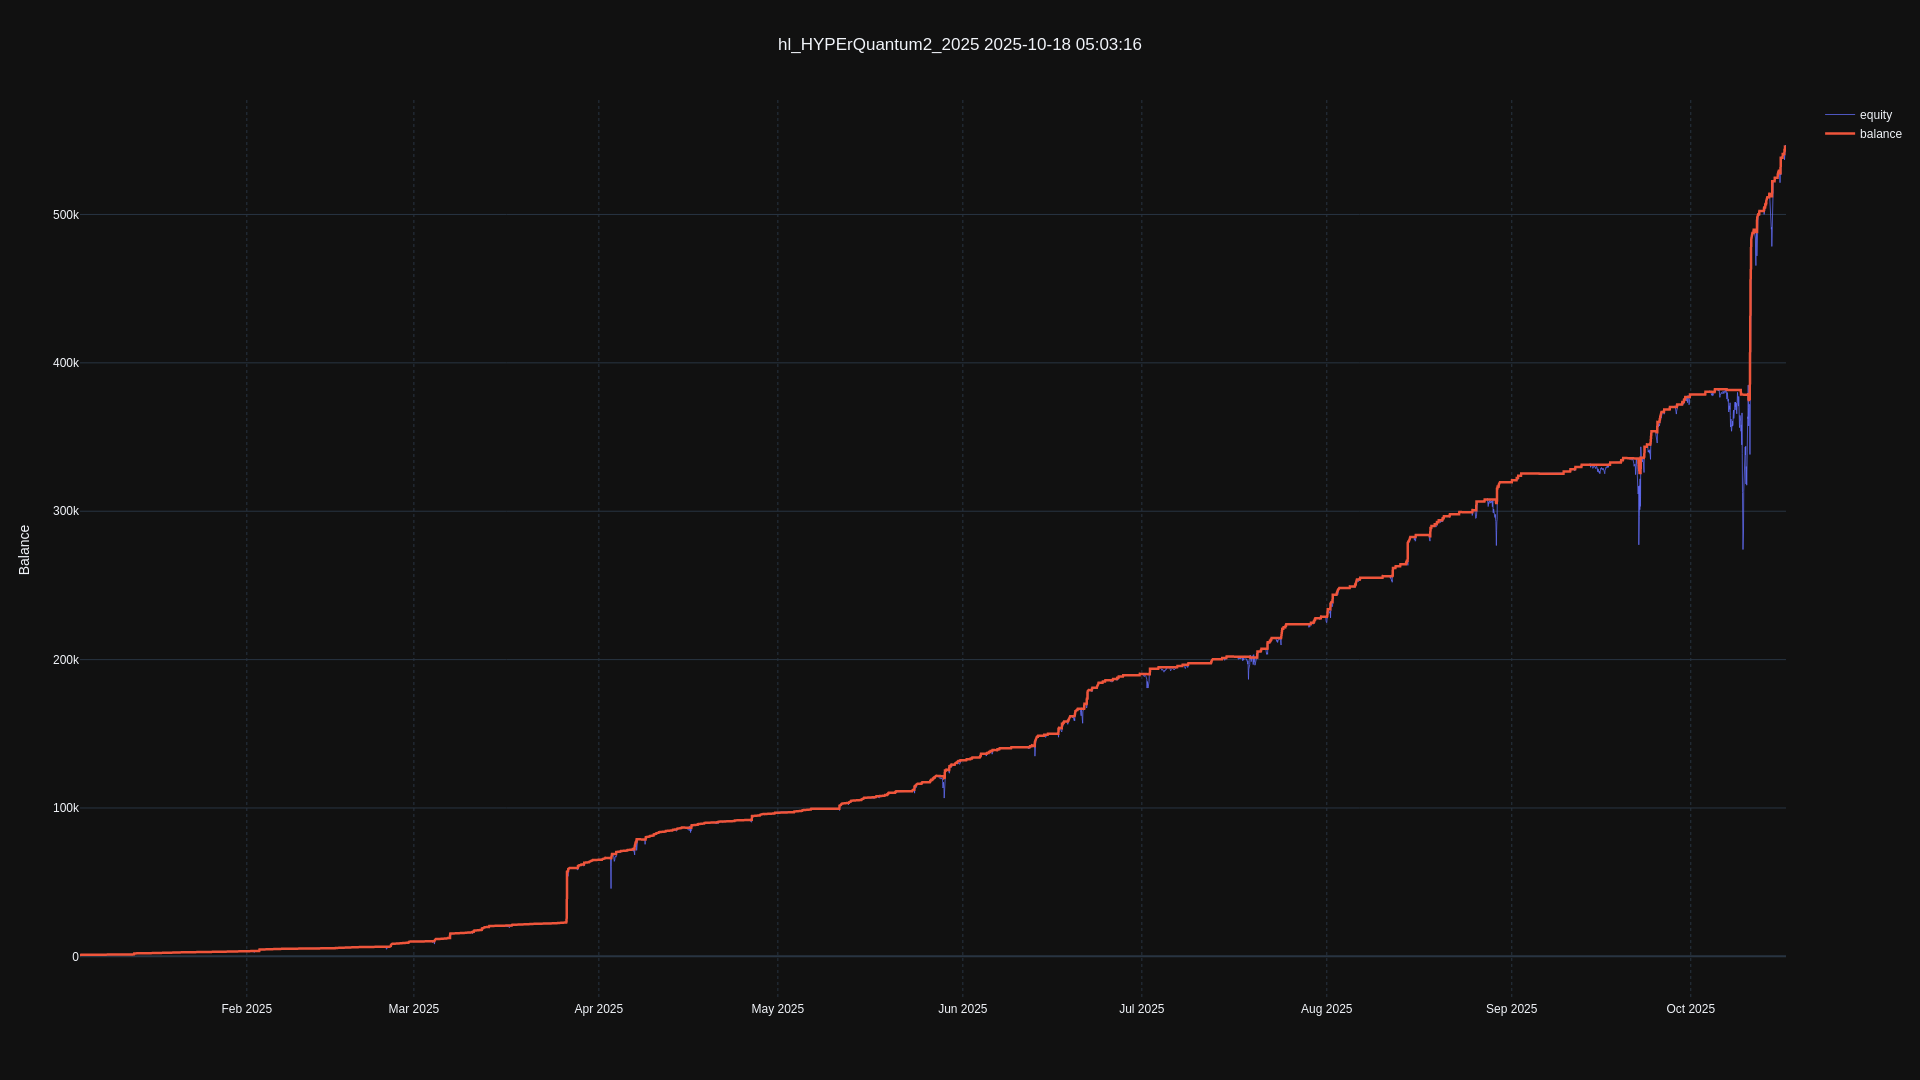 hl_HYPErQuantum2_2025 2025-10-18 05:03:16
equity
balance
500k
400k
300k
200k
100k
0
Balance
Feb 2025
Mar 2025
Apr 2025
May 2025
Jun 2025
Jul 2025
Aug 2025
Sep 2025
Oct 2025